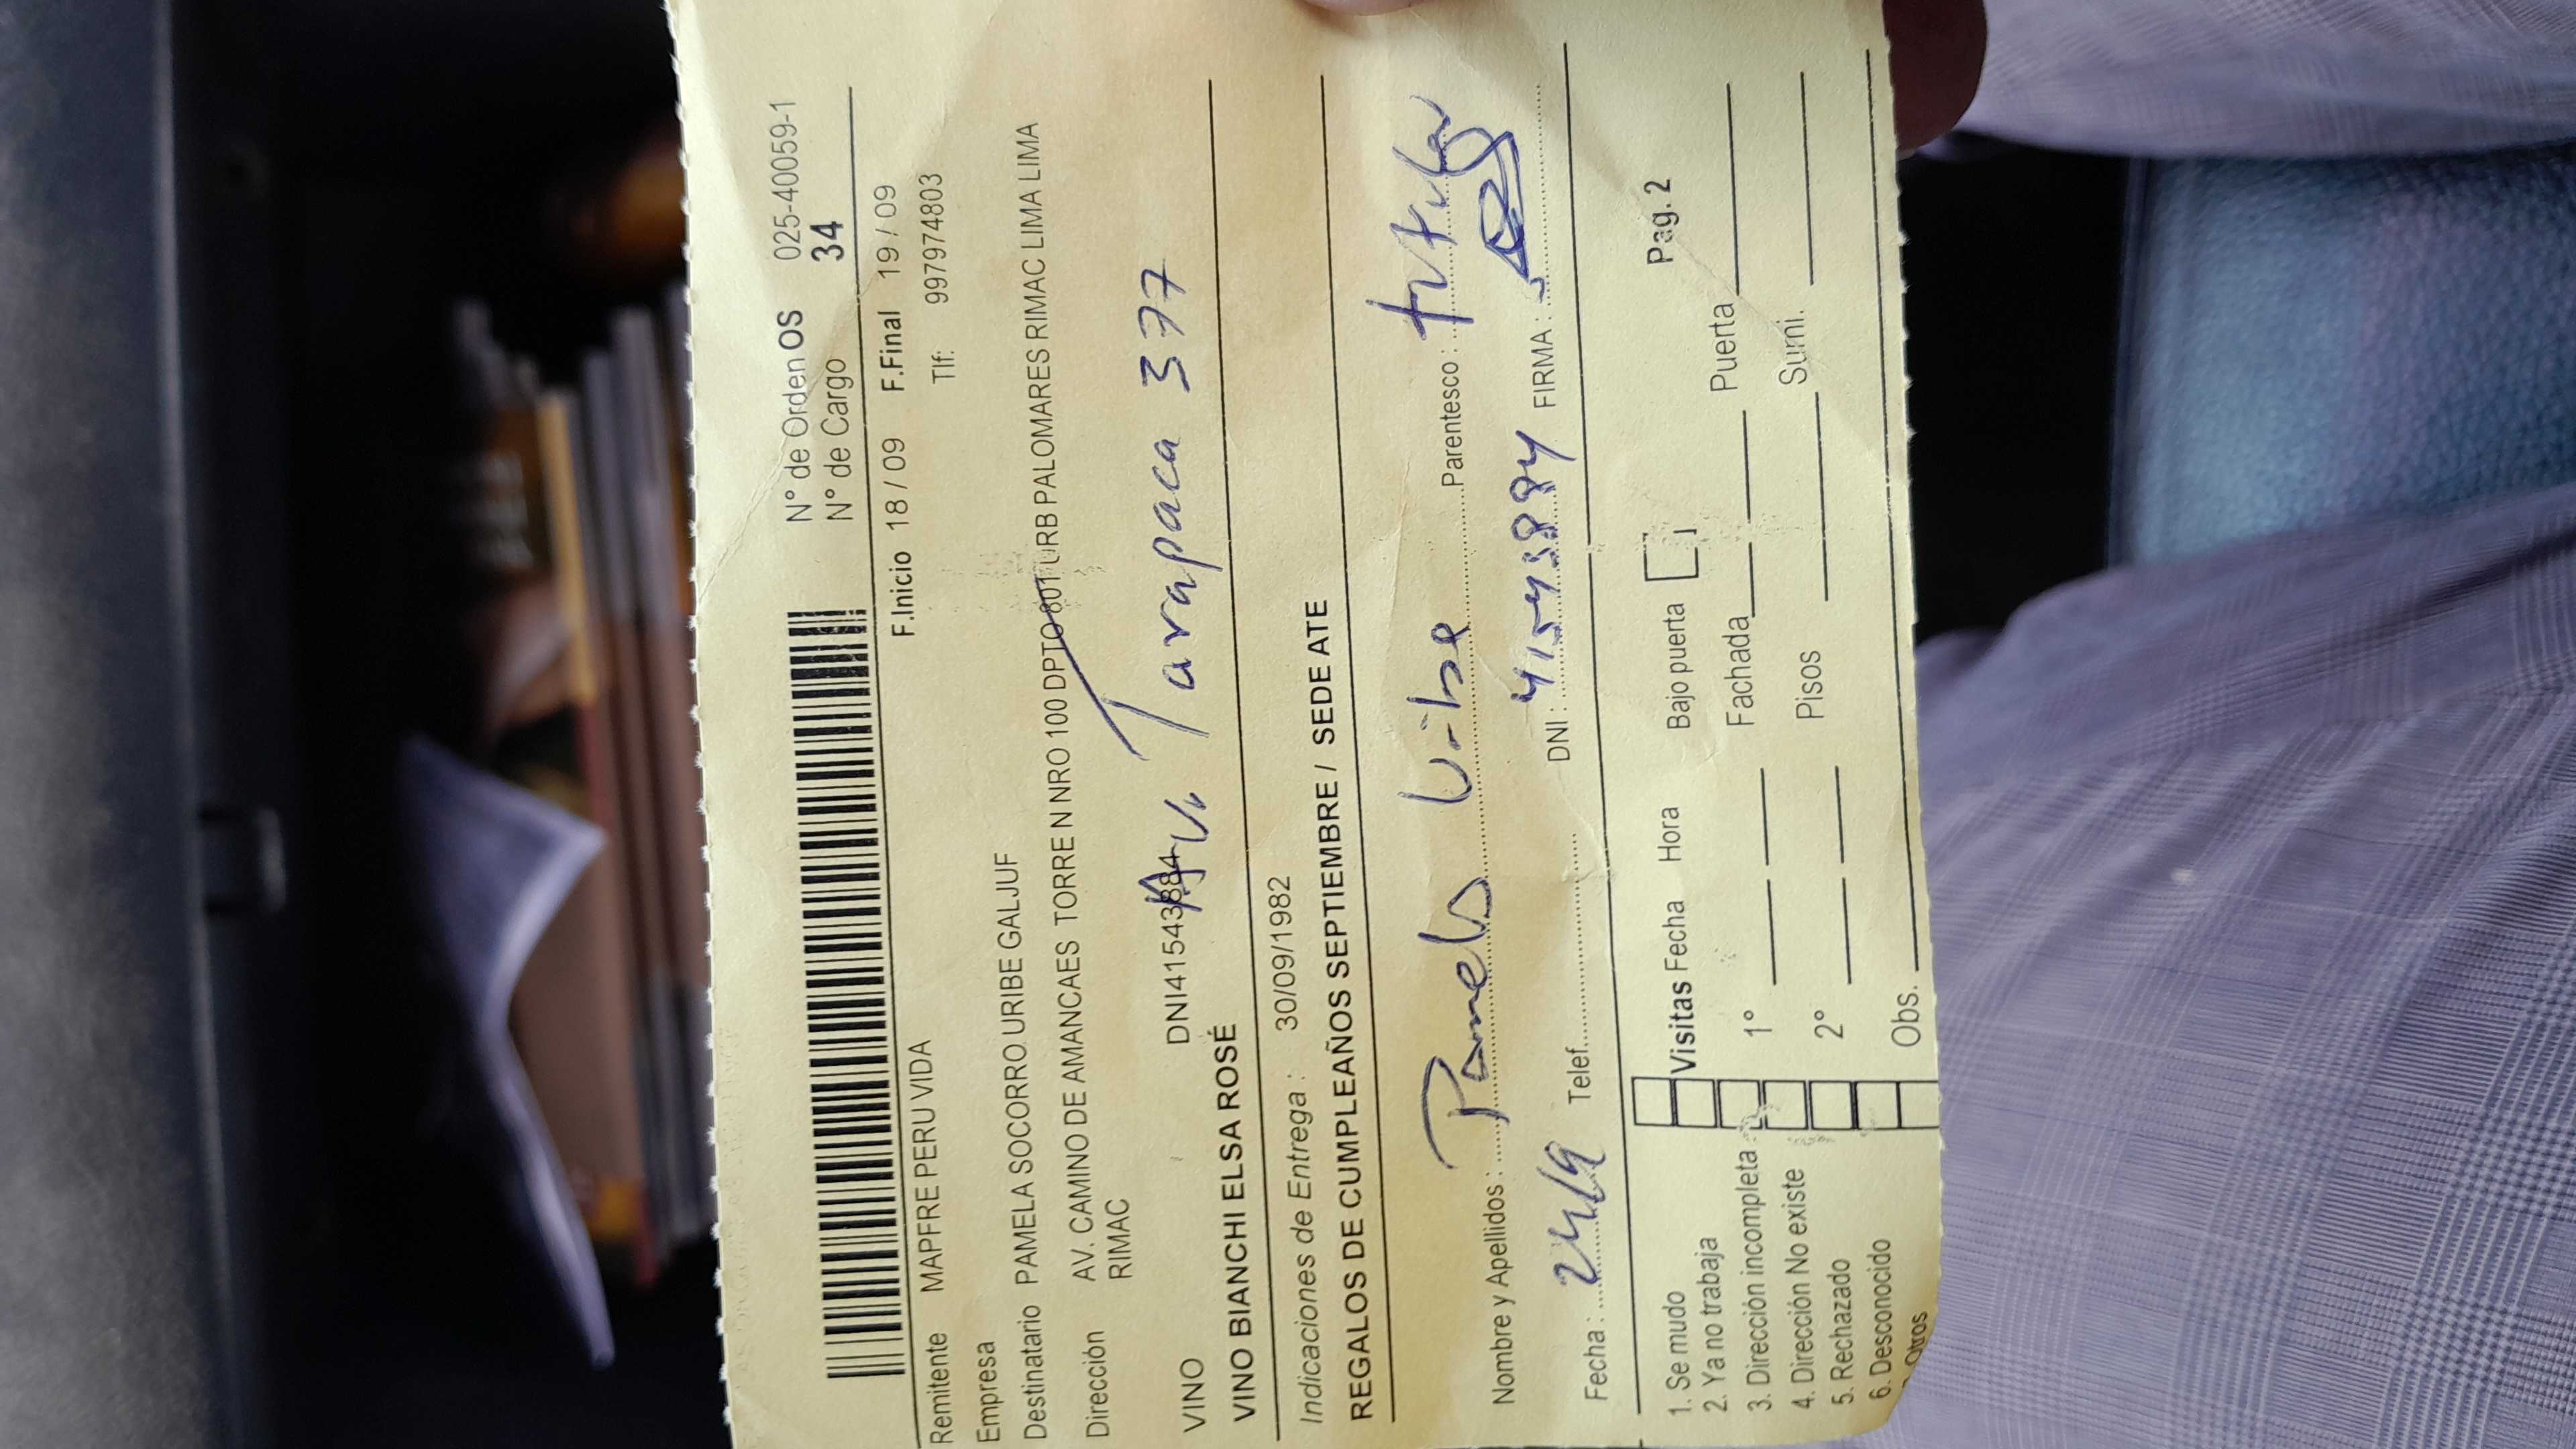 N° de Orden OS 025-400059-1
N° de Cargo 34
F.Inicio 18 / 09 F.Final 19 / 09
Remitente MAPFRE PERU VIDA Tlf: 997974803
Empresa
Destinatario PAMELA SOCORRO URIBE GALJUF
Dirección AV. CAMINO DE AMANCAES TORRE N NRO 100 DPTO 801 URB PALOMARES RIMAC LIMA LIMA
RIMAC
Av. Tarapaca 377
VINO DNI41543884
VINO BIANCHI ELSA ROSÉ
Indicaciones de Entrega : 30/09/1982
REGALOS DE CUMPLEAÑOS SEPTIEMBRE / SEDE ATE
Nombre y Apellidos : Pamela Uribe Parentesco : titular
Fecha : 24/9 Telef. DNI : 41543884 FIRMA :
1. Se mudo Visitas Fecha Hora Bajo puerta Pag. 2
2. Ya no trabaja Fachada Puerta
3. Dirección incompleta 1°
4. Dirección No existe Pisos Sumi.
5. Rechazado 2°
6. Desconocido
Otros Obs.